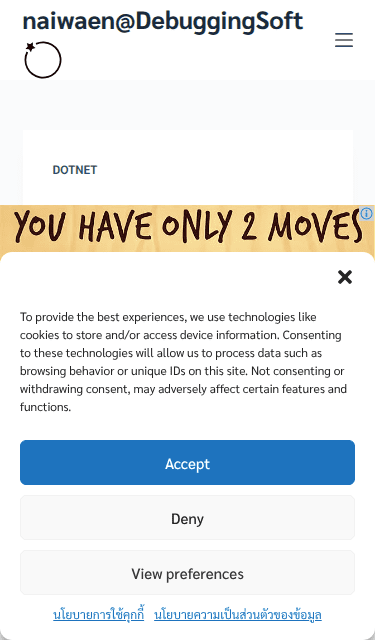 naiwaen@DebuggingSoft
DOTNET
YOU HAVE ONLY 2 MOVES
To provide the best experiences, we use technologies like
cookies to store and/or access device information. Consenting
to these technologies will allow us to process data such as
browsing behavior or unique IDs on this site. Not consenting or
withdrawing consent, may adversely affect certain features and
functions.
Accept
Deny
View preferences
นโยบายการใช้คุกกี้ นโยบายความเป็นส่วนตัวของข้อมูล